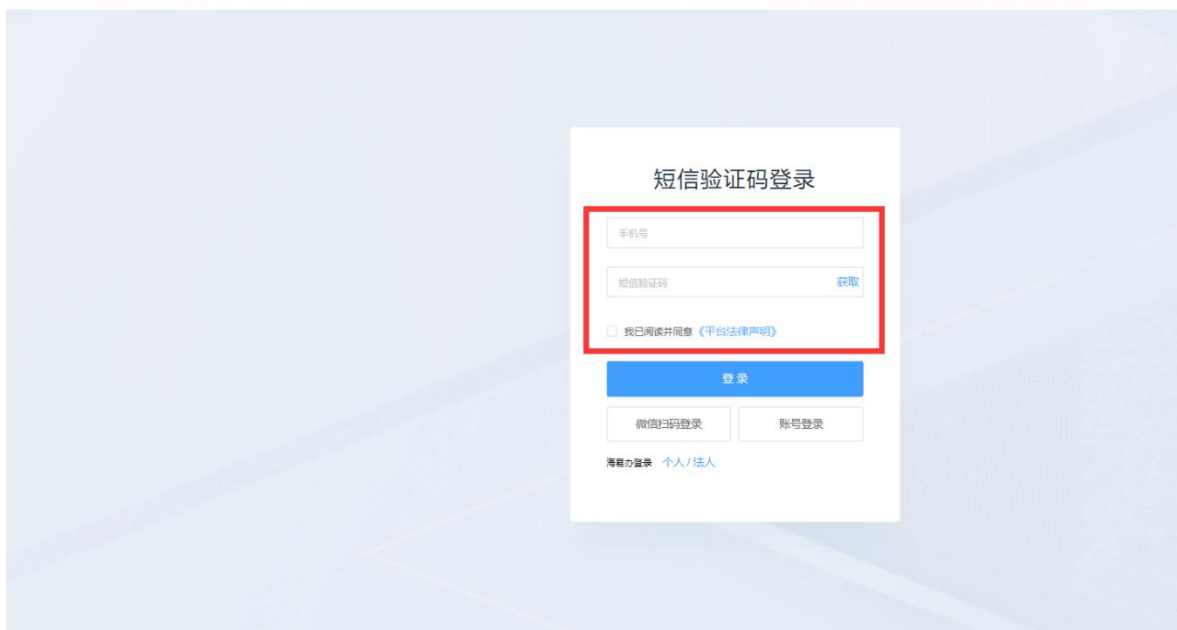 短信验证码登录
手机号
短信验证码 获取
我已阅读并同意《平台法律声明》
登录
微信扫码登录 账号登录
海易办登录 个人 / 法人